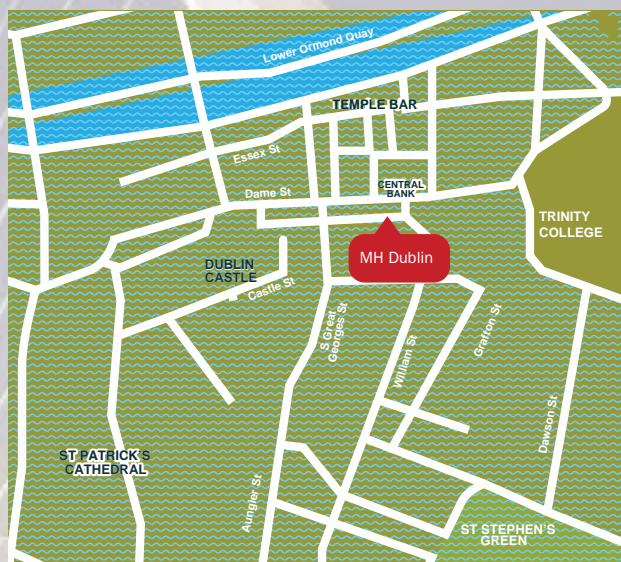 Lower Ormond Quay
TEMPLE BAR
Essex St
CENTRAL
BANK
Dame St
TRINITY
COLLEGE
MH Dublin
DUBLIN
CASTLE
Castle St
S Great
Georges St
William St
Grafton St
Dawson St
ST PATRICK'S
CATHEDRAL
Aungier St
ST STEPHEN'S
GREEN